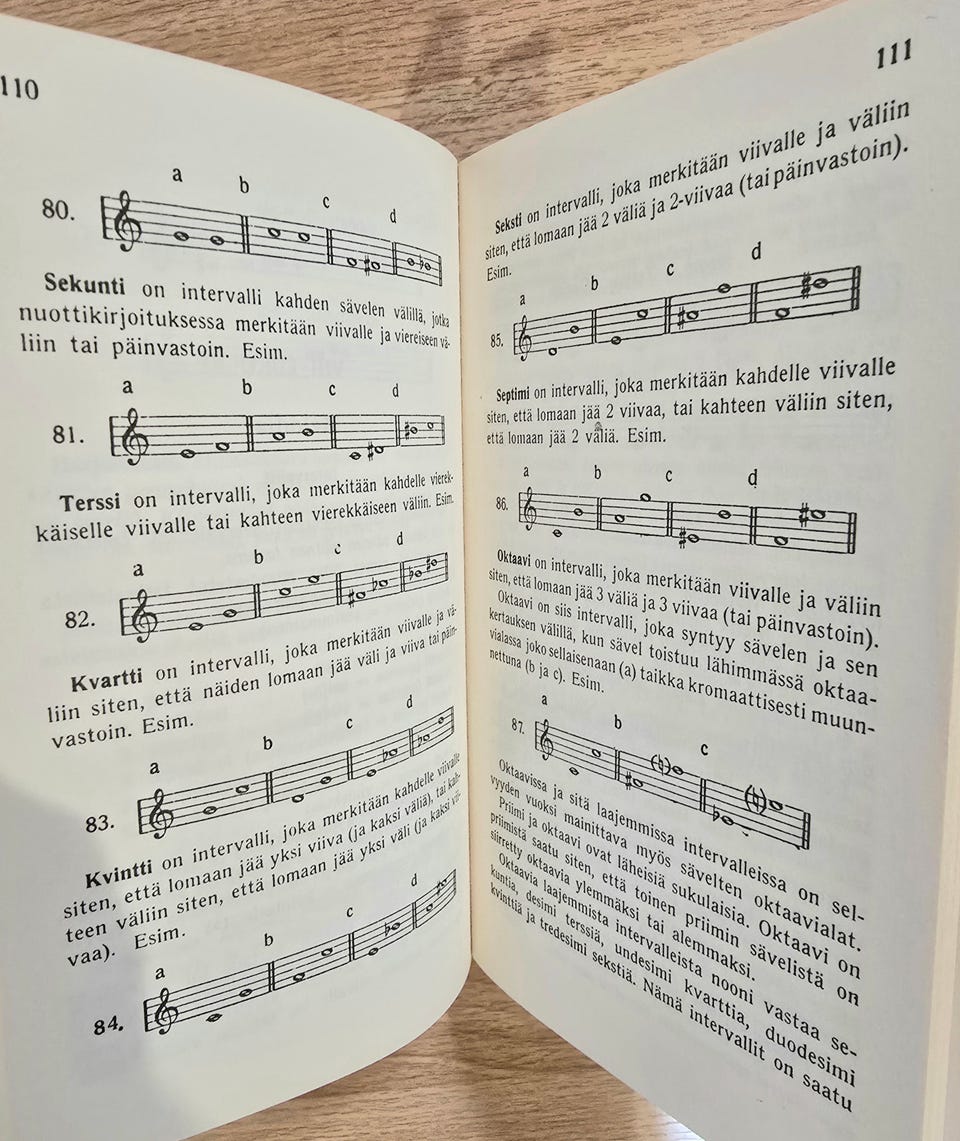 110
a b c d
80.
Sekunti on intervalli kahden sävelen välillä, jotka
nuottikirjoituksessa merkitään viivalle ja viereiseen vä-
liin tai päinvastoin. Esim.
a b c d
81.
Terssi on intervalli, joka merkitään kahdelle vierek-
käiselle viivalle tai kahteen vierekkäiseen väliin. Esim.
a b c d
82.
Kvartti on intervalli, joka merkitään viivalle ja vä-
liin siten, että näiden lomaan jää väli ja viiva tai päin-
vastoin. Esim.
a b c d
83.
Kvintti on intervalli, joka merkitään kahdelle viivalle
siten, että lomaan jää yksi viiva (ja kaksi väliä), tai kah-
teen väliin siten, että lomaan jää yksi väli (ja kaksi vii-
vaa). Esim.
a b c d
84.
111
Seksti on intervalli, joka merkitään viivalle ja väliin
siten, että lomaan jää 2 väliä ja 2-viivaa (tai päinvastoin).
Esim.
a b c d
85.
Septimi on intervalli, joka merkitään kahdelle viivalle
siten, että lomaan jää 2 viivaa, tai kahteen väliin siten,
että lomaan jää 2 väliä. Esim.
a b c d
86.
Oktaavi on intervalli, joka merkitään viivalle ja väliin
siten, että lomaan jää 3 väliä ja 3 viivaa (tai päinvastoin).
Oktaavi on siis intervalli, joka syntyy sävelen ja sen
kertauksen välillä, kun sävel toistuu lähimmässä oktaa-
vialassa joko sellaisenaan (a) taikka kromaattisesti muun-
nettuna (b ja c). Esim.
a b c
87.
Oktaavissa ja sitä laajemmissa intervalleissa on sel-
vyyden vuoksi mainittava myös sävelten oktaavialat.
Priimi ja oktaavi ovat läheisiä sukulaisia. Oktaavi on
priimistä saatu siten, että toinen priimin sävelistä on
siirretty oktaavia ylemmäksi tai alemmaksi.
Oktaavia laajemmista intervalleista nooni vastaa se-
kuntia, desimi terssiä, undesimi kvarttia, duodesimi
kvinttiä ja tredesimi sekstiä. Nämä intervallit on saatu